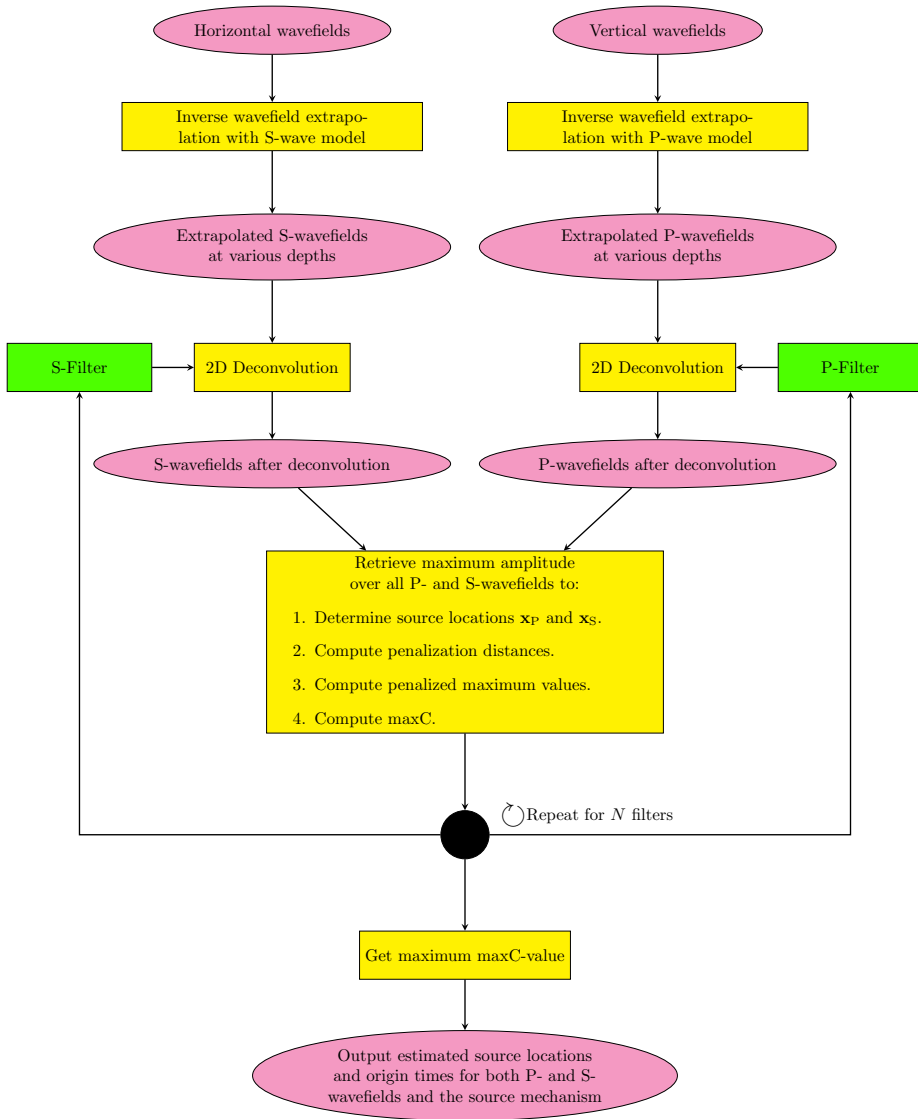 Horizontal wavefields
Vertical wavefields
Inverse wavefield extrapo-
lation with S-wave model
Inverse wavefield extrapo-
lation with P-wave model
Extrapolated S-wavefields
at various depths
Extrapolated P-wavefields
at various depths
S-Filter
2D Deconvolution
2D Deconvolution
P-Filter
S-wavefields after deconvolution
P-wavefields after deconvolution
Retrieve maximum amplitude
over all P- and S-wavefields to:
1. Determine source locations x_P and x_S.
2. Compute penalization distances.
3. Compute penalized maximum values.
4. Compute maxC.
Repeat for N filters
Get maximum maxC-value
Output estimated source locations
and origin times for both P- and S-
wavefields and the source mechanism